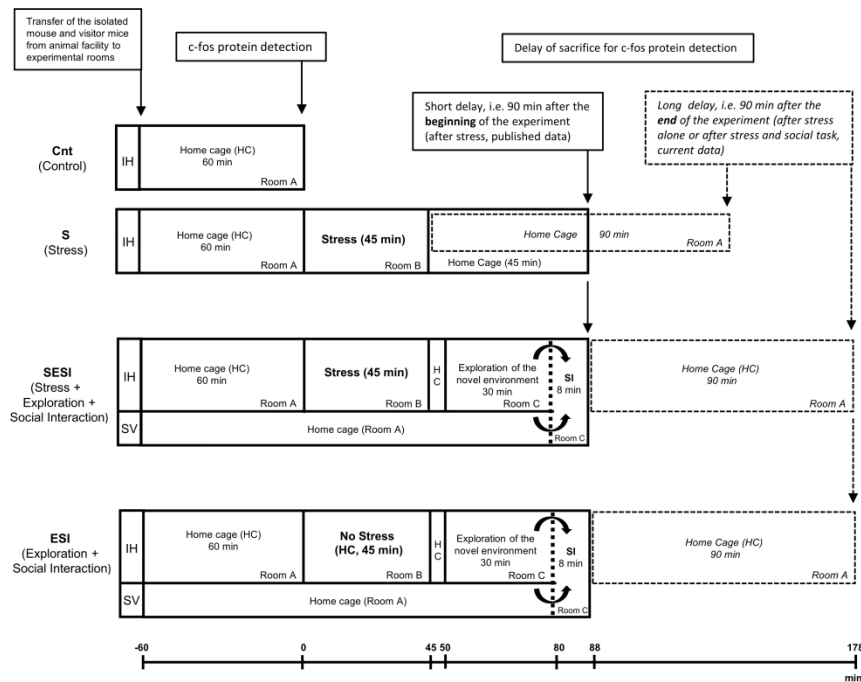 Transfer of the isolated
mouse and visitor mice
from animal facility to
experimental rooms
c-fos protein detection
Delay of sacrifice for c-fos protein detection
Short delay, i.e. 90 min after the
beginning of the experiment
(after stress, published data)
Long delay, i.e. 90 min after the
end of the experiment (after stress
alone or after stress and social task,
current data)
Cnt
(Control)
IH
Home cage (HC)
60 min
Room A
S
(Stress)
IH
Home cage (HC)
60 min
Room A
Stress (45 min)
Room B
Home Cage 90 min
Room A
Home Cage (45 min)
SESI
(Stress +
Exploration +
Social Interaction)
IH
Home cage (HC)
60 min
Room A
Stress (45 min)
Room B
H
C
Exploration of the
novel environment
30 min
Room C
SI
8 min
Home Cage (HC)
90 min
Room A
SV
Home cage (Room A)
Room C
ESI
(Exploration +
Social Interaction)
IH
Home cage (HC)
60 min
Room A
No Stress
(HC, 45 min)
Room B
H
C
Exploration of the
novel environment
30 min
Room C
SI
8 min
Home Cage (HC)
90 min
Room A
SV
Home cage (Room A)
Room C
-60 0 45 50 80 88 178
min